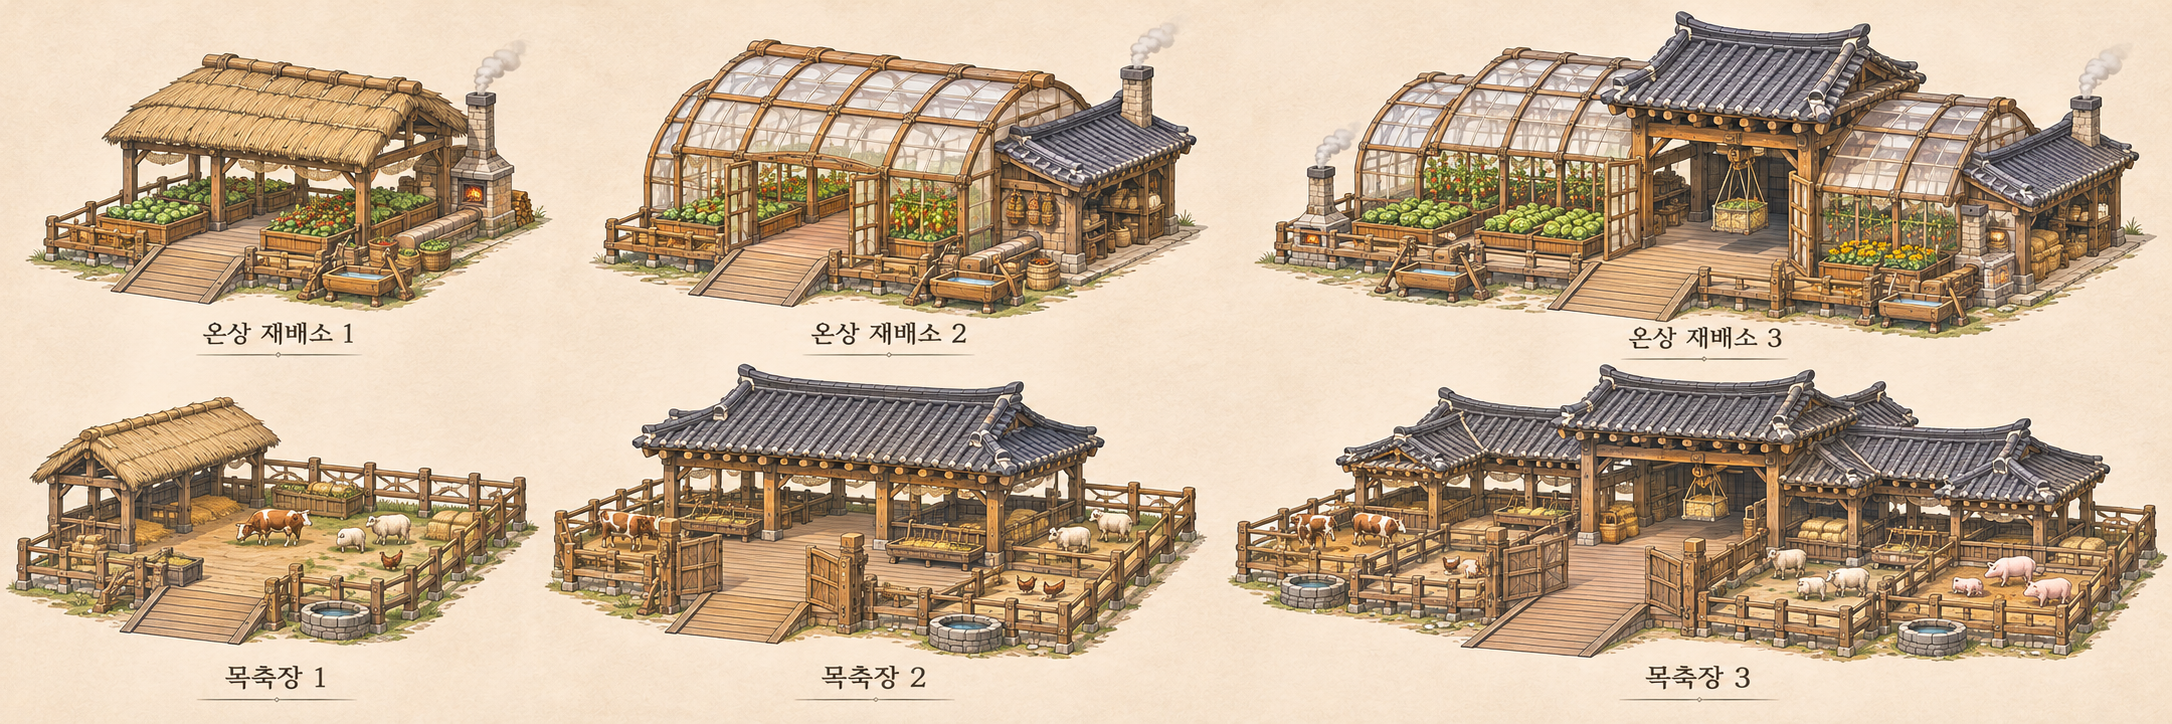 온상 재배소 1
온상 재배소 2
온상 재배소 3
목축장 1
목축장 2
목축장 3